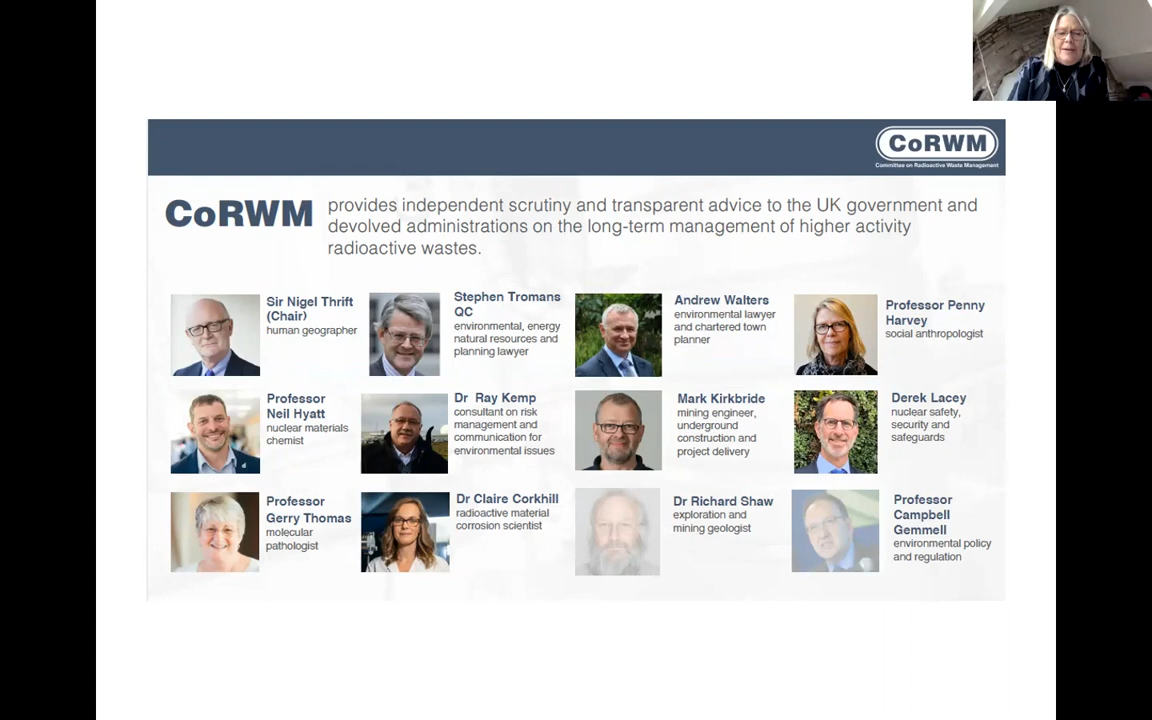 CoRWM
Committee on Radioactive Waste Management
CoRWM
provides independent scrutiny and transparent advice to the UK government and
devolved administrations on the long-term management of higher activity
radioactive wastes.
Sir Nigel Thrift
(Chair)
human geographer
Stephen Tromans
QC
environmental, energy
natural resources and
planning lawyer
Andrew Walters
environmental lawyer
and chartered town
planner
Professor Penny
Harvey
social anthropologist
Professor
Neil Hyatt
nuclear materials
chemist
Dr Ray Kemp
consultant on risk
management and
communication for
environmental issues
Mark Kirkbride
mining engineer,
underground
construction and
project delivery
Derek Lacey
nuclear safety,
security and
safeguards
Professor
Gerry Thomas
molecular
pathologist
Dr Claire Corkhill
radioactive material
corrosion scientist
Dr Richard Shaw
exploration and
mining geologist
Professor
Campbell
Gemmell
environmental policy
and regulation